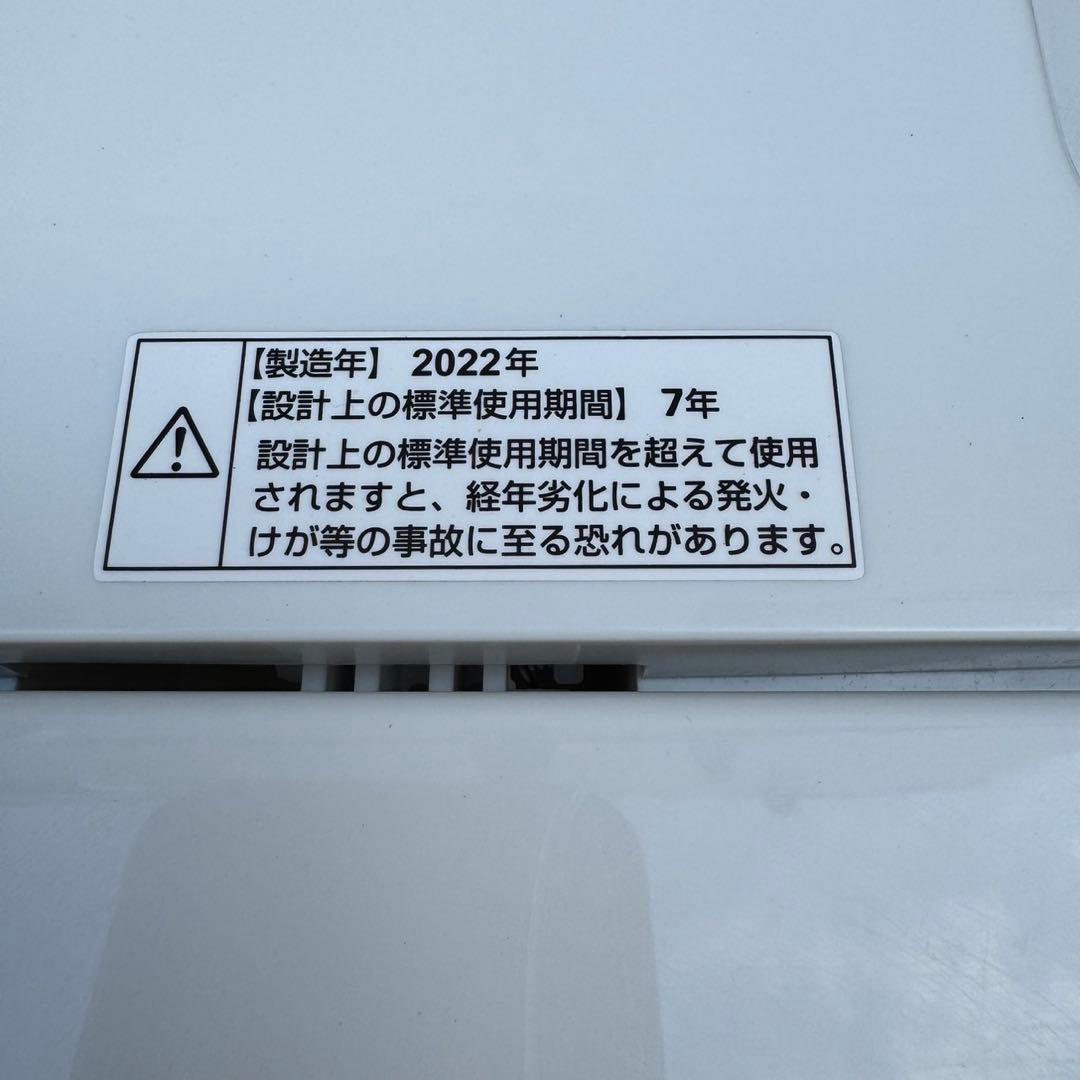 【製造年】 2022年
【設計上の標準使用期間】 7年
設計上の標準使用期間を超えて使用
されますと、経年劣化による発火・
けが等の事故に至る恐れがあります。